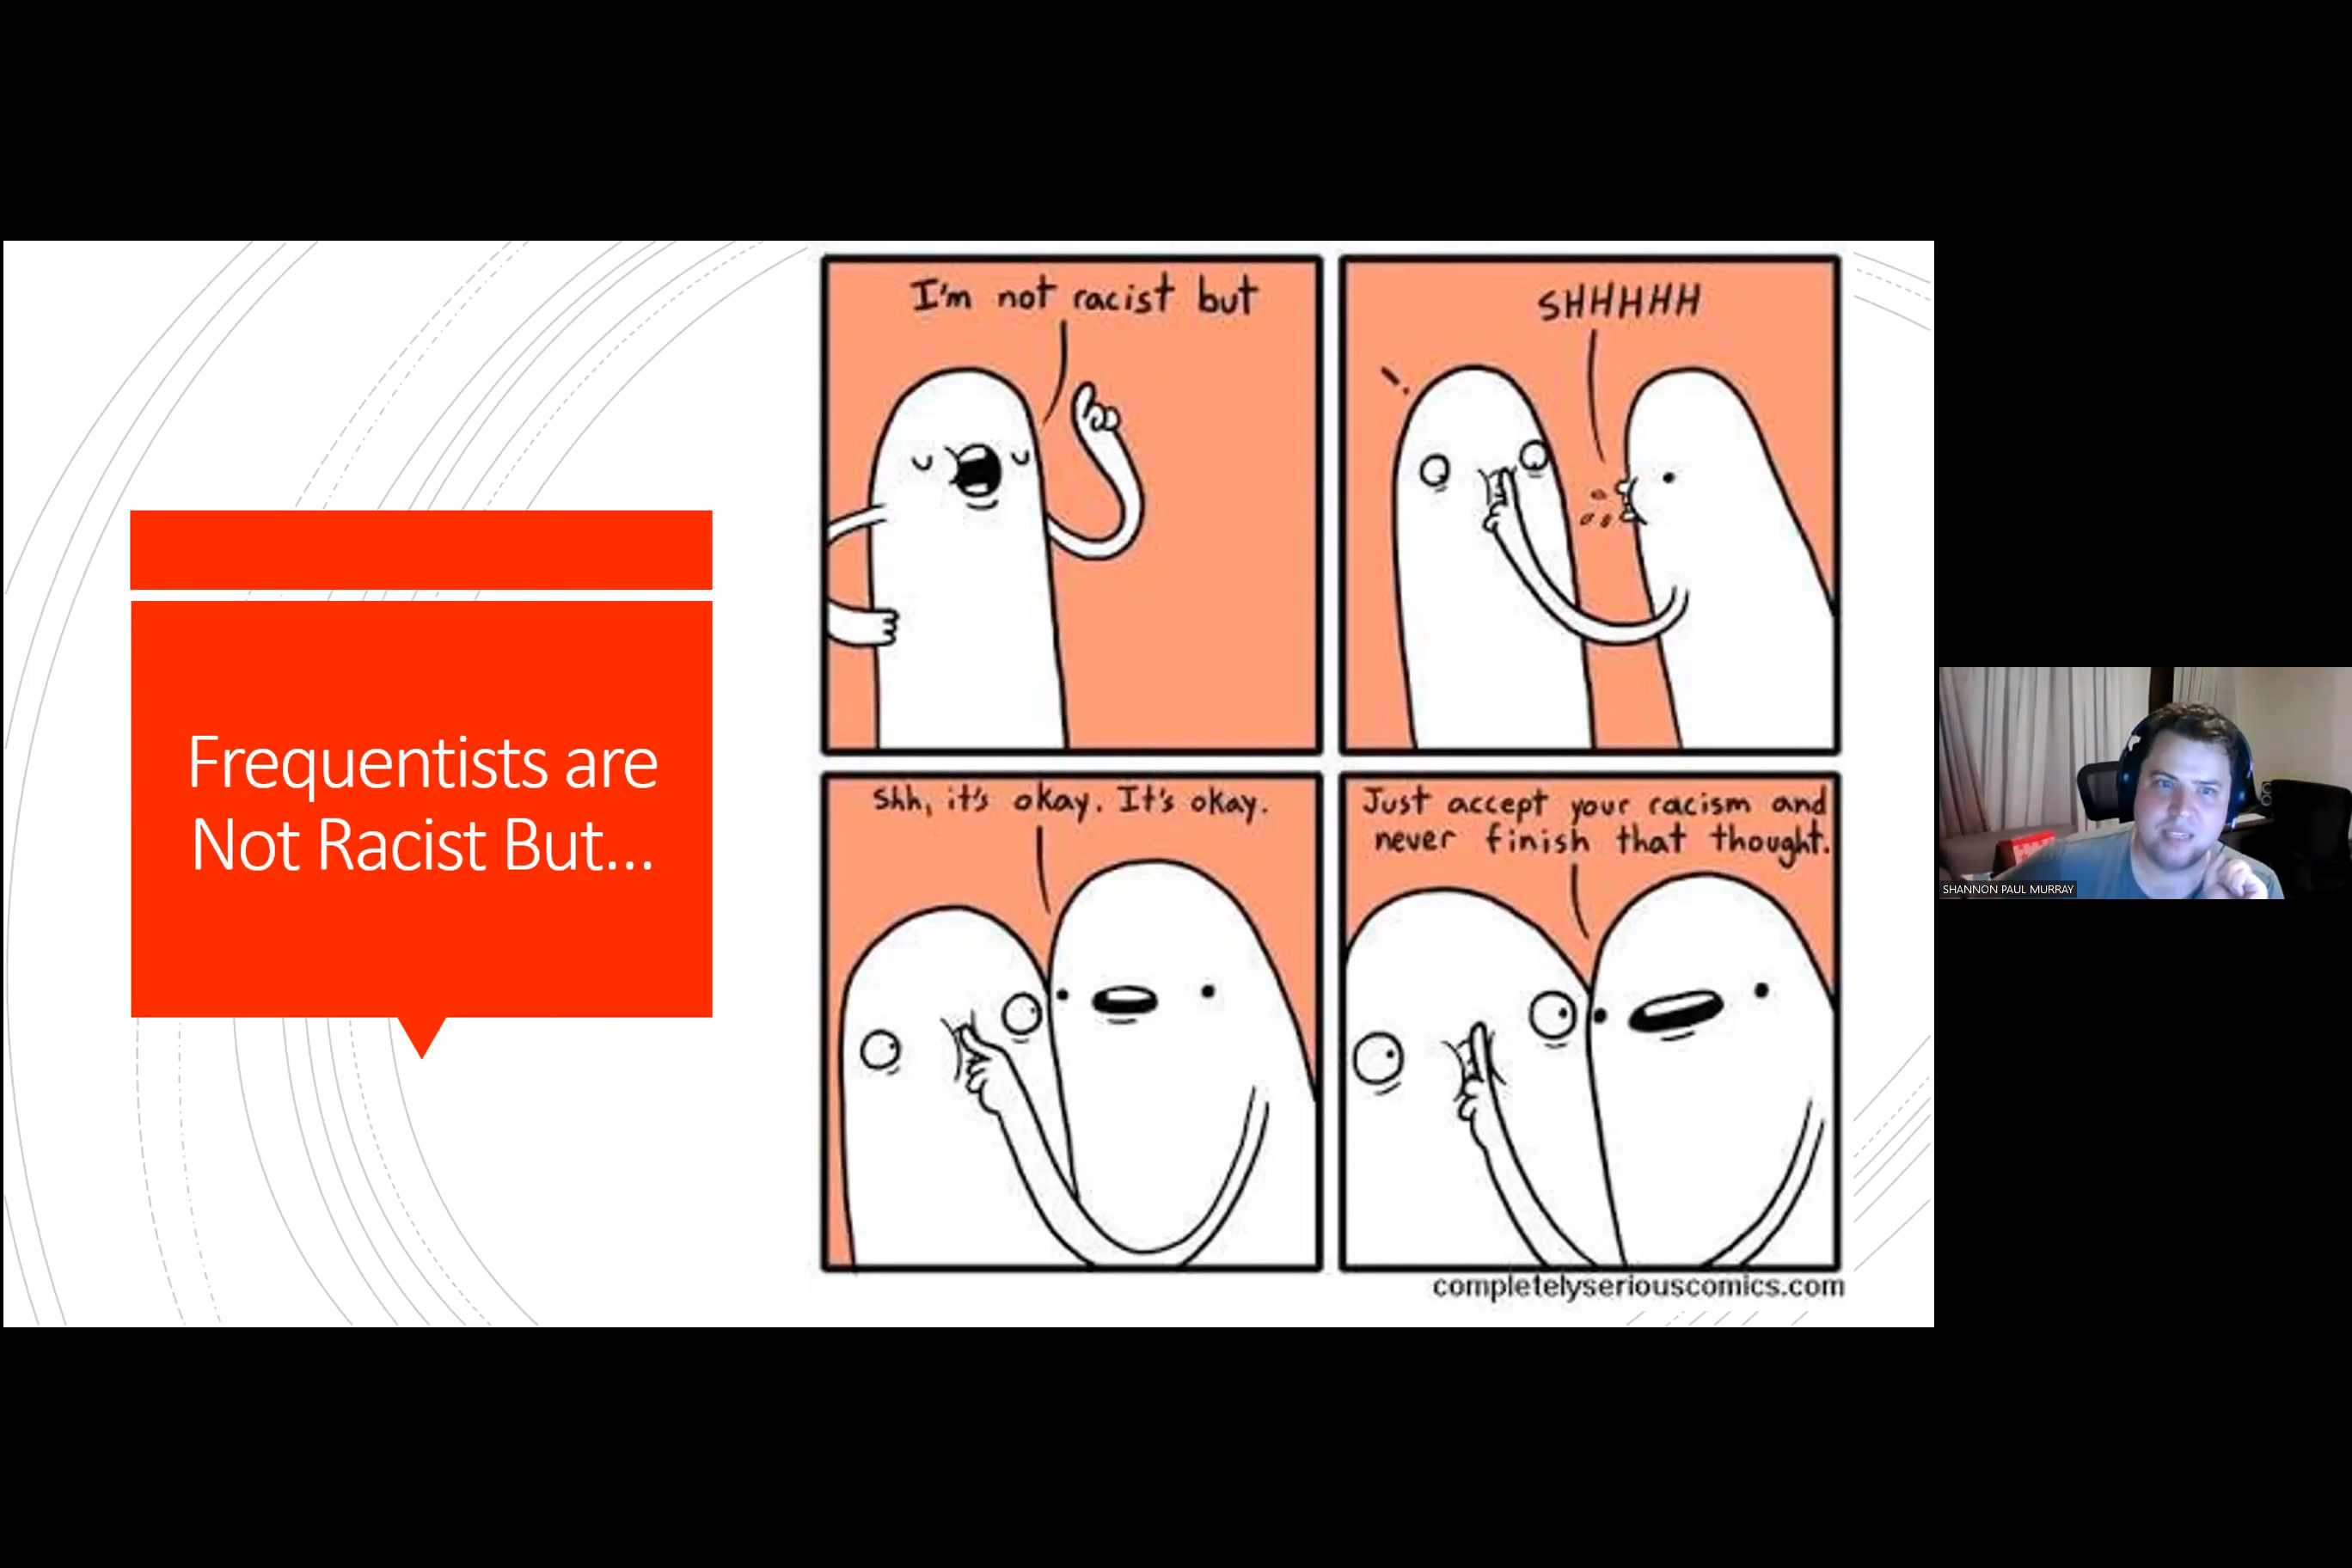 Frequentists are
Not Racist But...
I'm not racist but
SHHHHH
Shh, it's okay. It's okay.
Just accept your racism and
never finish that thought.
completelyseriouscomics.com
SHANNON PAUL MURRAY